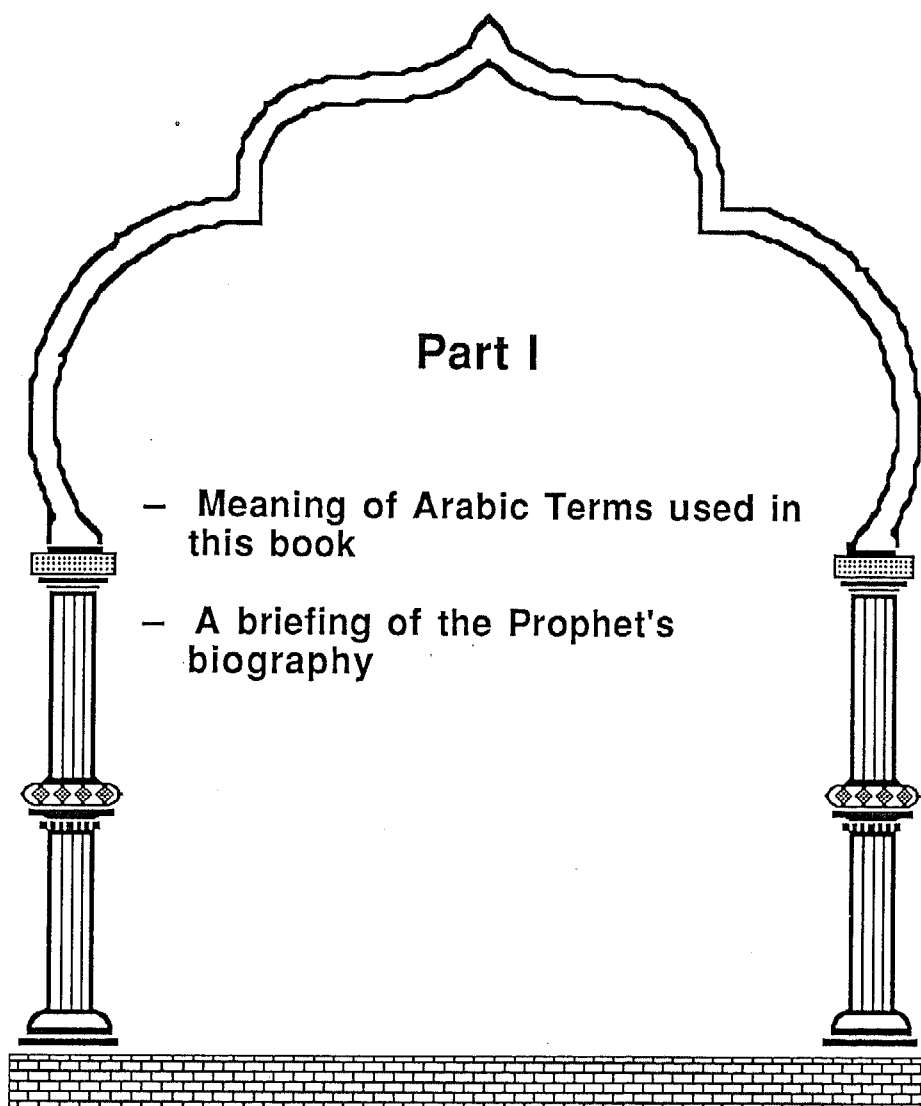 Part I
– Meaning of Arabic Terms used in
this book
– A briefing of the Prophet's
biography